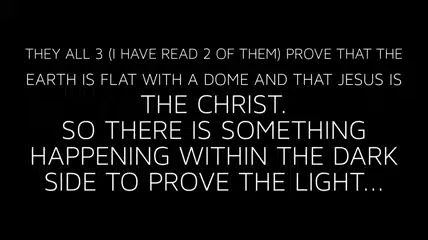 THEY ALL 3 (I HAVE READ 2 OF THEM) PROVE THAT THE
EARTH IS FLAT WITH A DOME AND THAT JESUS IS
THE CHRIST.
SO THERE IS SOMETHING
HAPPENING WITHIN THE DARK
SIDE TO PROVE THE LIGHT...